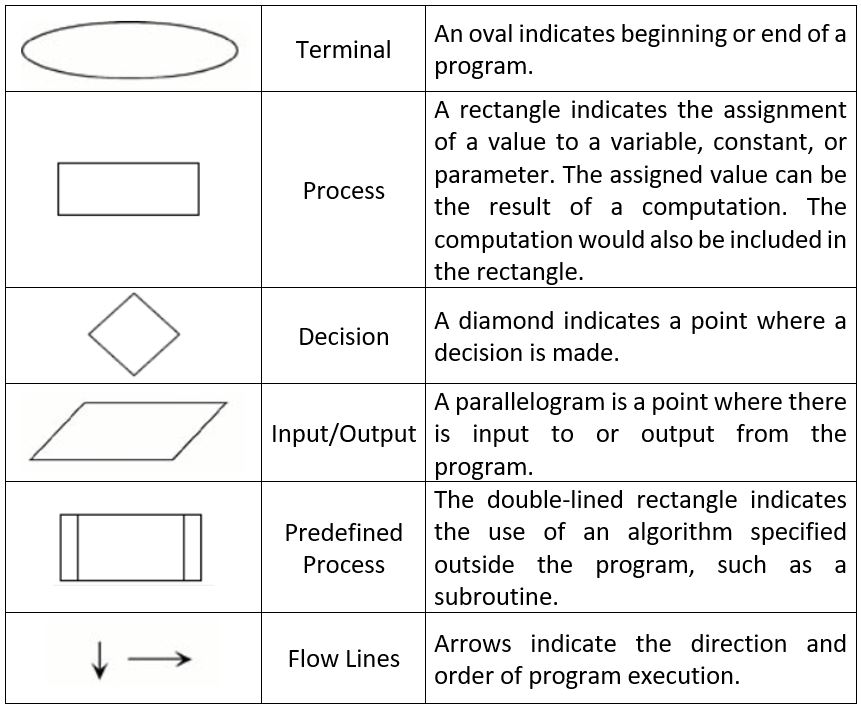 Terminal
An oval indicates beginning or end of a
program.
Process
A rectangle indicates the assignment
of a value to a variable, constant, or
parameter. The assigned value can be
the result of a computation. The
computation would also be included in
the rectangle.
Decision
A diamond indicates a point where a
decision is made.
Input/Output
A parallelogram is a point where there
is input to or output from the
program.
Predefined
Process
The double-lined rectangle indicates
the use of an algorithm specified
outside the program, such as a
subroutine.
Flow Lines
Arrows indicate the direction and
order of program execution.